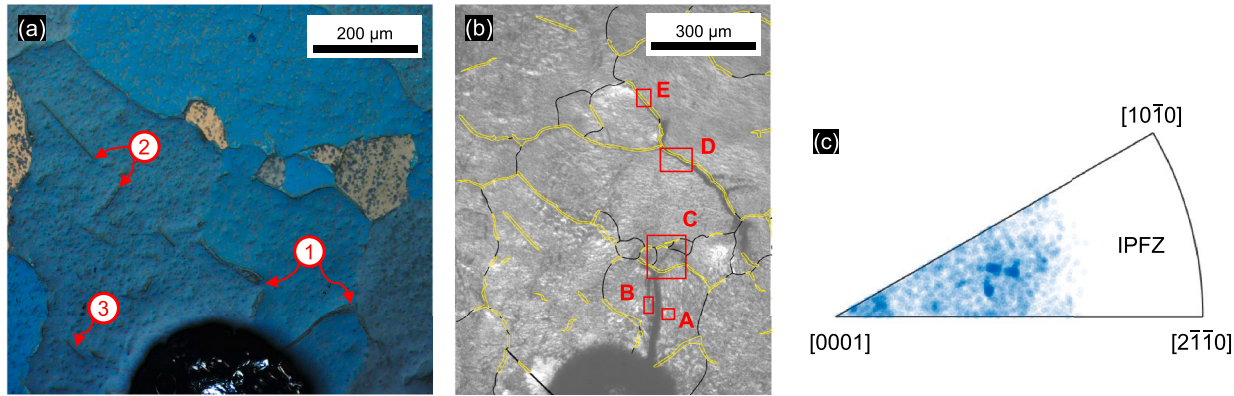 (a)
200 µm
2
1
3
(b)
300 µm
E
D
C
B
A
(c)
[101̄0]
IPFZ
[0001]
[21̄1̄0]